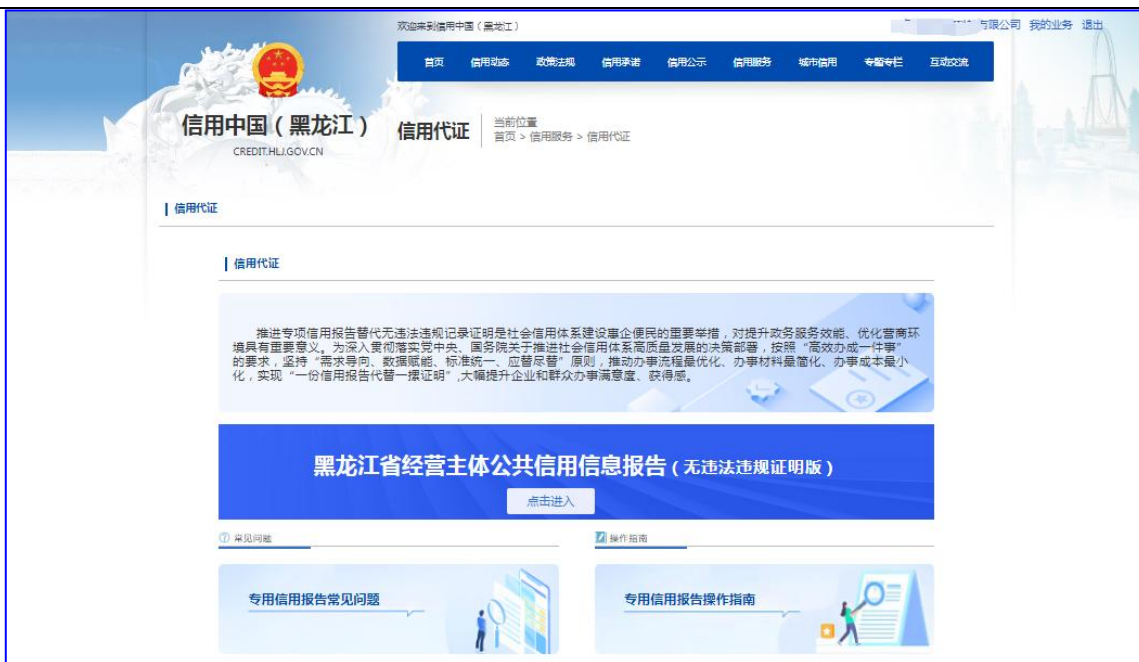 欢迎来到信用中国（黑龙江）
有限公司 我的业务 退出
首页 信用动态 政策法规 信用承诺 信用公示 信用服务 城市信用 专题专栏 互动交流
信用中国（黑龙江）
CREDIT.HLJ.GOV.CN
信用代证
当前位置
首页 > 信用服务 > 信用代证
信用代证
信用代证
推进专项信用报告替代无违法违规记录证明是社会信用体系建设惠企便民的重要举措，对提升政务服务效能、优化营商环
境具有重要意义。为深入贯彻落实党中央、国务院关于推进社会信用体系高质量发展的决策部署，按照“高效办成一件事”
的要求，坚持“需求导向、数据赋能、标准统一、应替尽替”原则，推动办事流程最优化、办事材料最简化、办事成本最小
化，实现“一份信用报告代替一摞证明”,大幅提升企业和群众办事满意度、获得感。
黑龙江省经营主体公共信用信息报告（无违法违规证明版）
点击进入
常见问题
操作指南
专用信用报告常见问题
专用信用报告操作指南